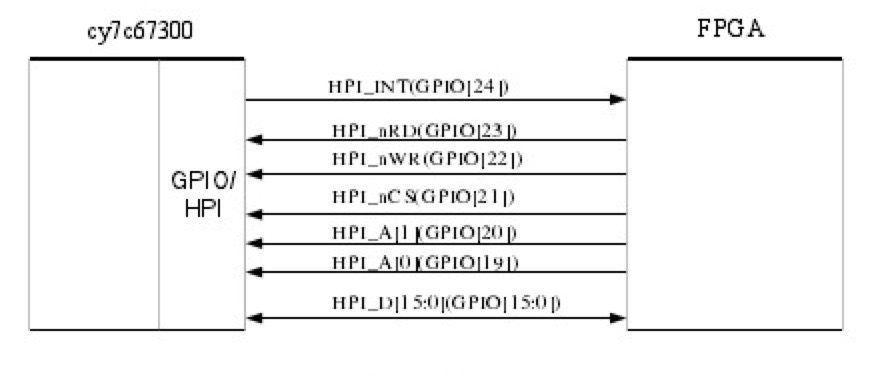 cy7c67300 FPGA
HPI_INT(GPIO[24])
HPI_nRD(GPIO[23])
HPI_nWR(GPIO[22])
GPIO/
HPI
HPI_nCS(GPIO[21])
HPI_A[1](GPIO[20])
HPI_A[0](GPIO[19])
HPI_D[15:0](GPIO[15:0])